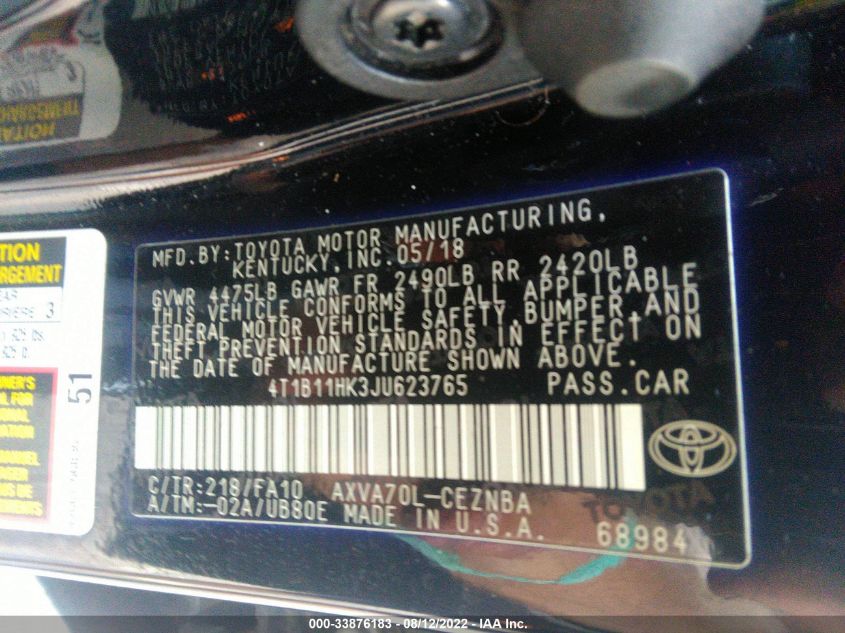 MFD.BY:TOYOTA MOTOR MANUFACTURING,
KENTUCKY,INC.05/18
GVWR 4475LB GAWR FR 2490LB RR 2420LB
THIS VEHICLE CONFORMS TO ALL APPLICABLE
FEDERAL MOTOR VEHICLE SAFETY,BUMPER,AND
THEFT PREVENTION STANDARDS IN EFFECT ON
THE DATE OF MANUFACTURE SHOWN ABOVE.
4T1B11HK3JU623765 PASS.CAR
C/TR:218/FA10 AXVA70L-CEZNBA
A/TM:-02A/UB80E MADE IN U.S.A.
TOYOTA
68984
51
3
000-33876183 - 08/12/2022 - IAA Inc.